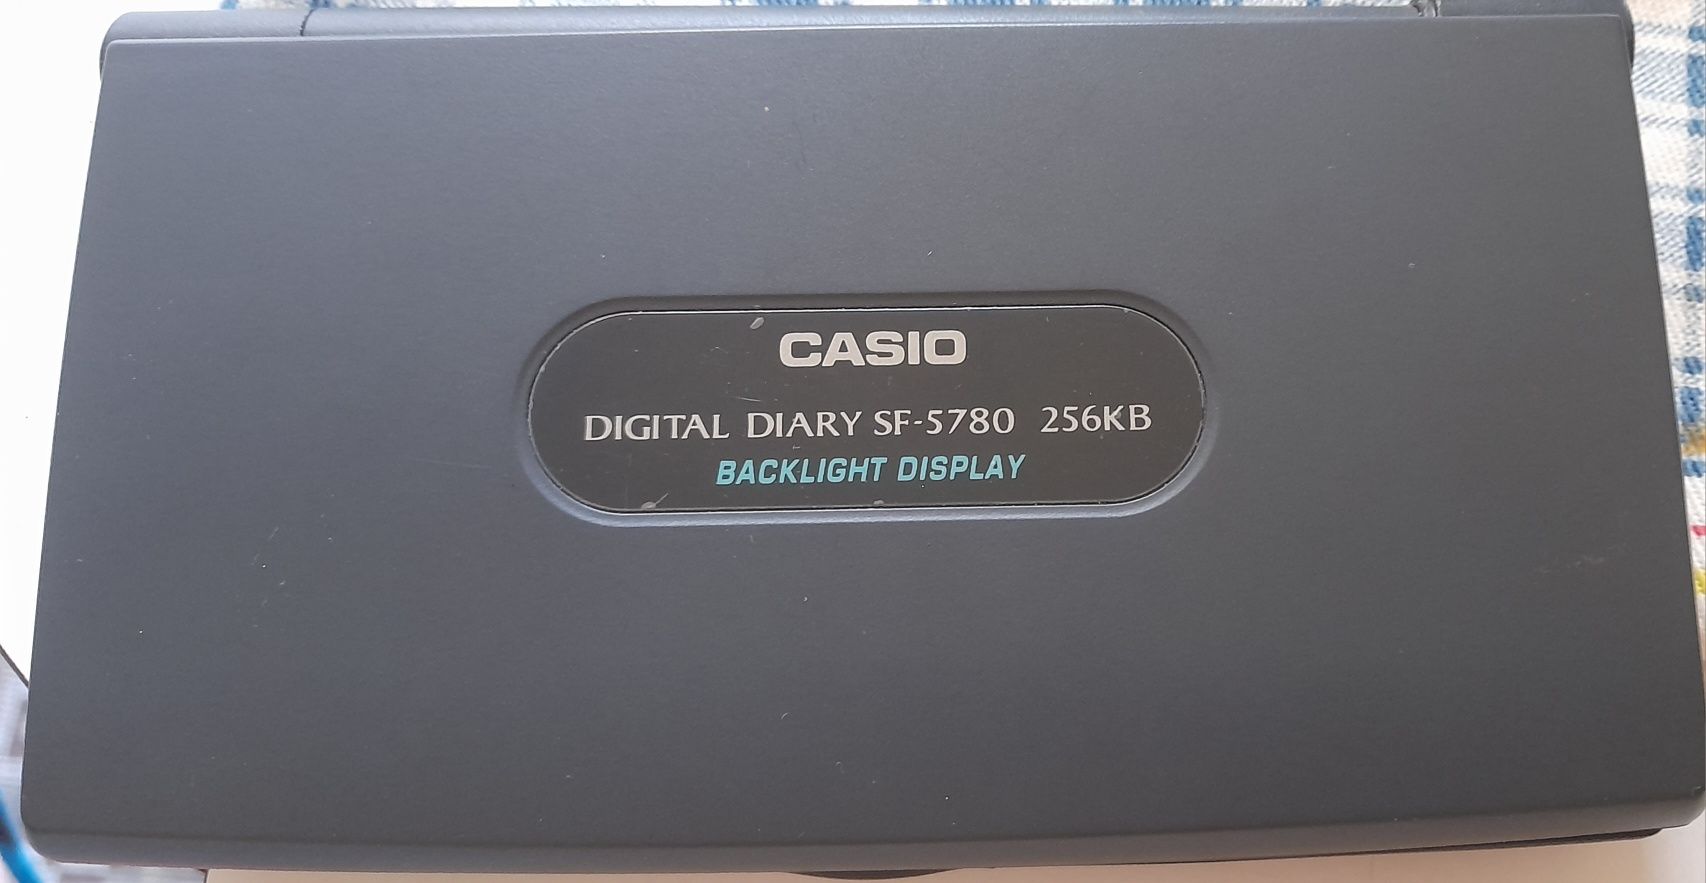 CASIO
DIGITAL DIARY SF-5780 256KB
BACKLIGHT DISPLAY